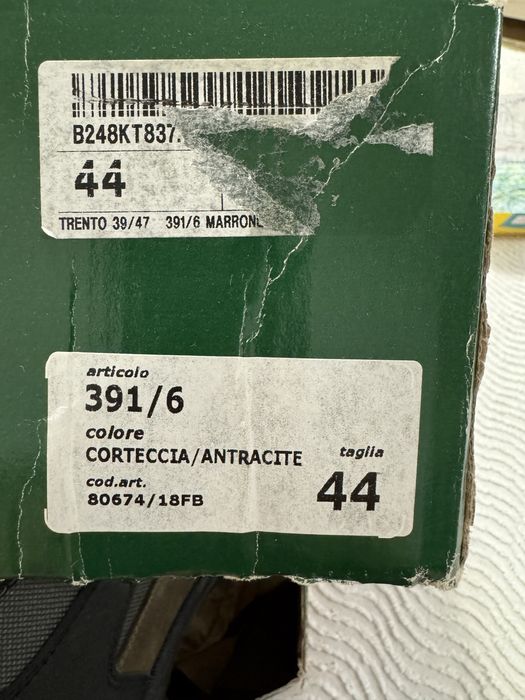 B248KT837.
44
TRENTO 39/47 391/6 MARRONE
articolo
391/6
colore
CORTECCIA/ANTRACITE
taglia
cod.art.
44
80674/18FB